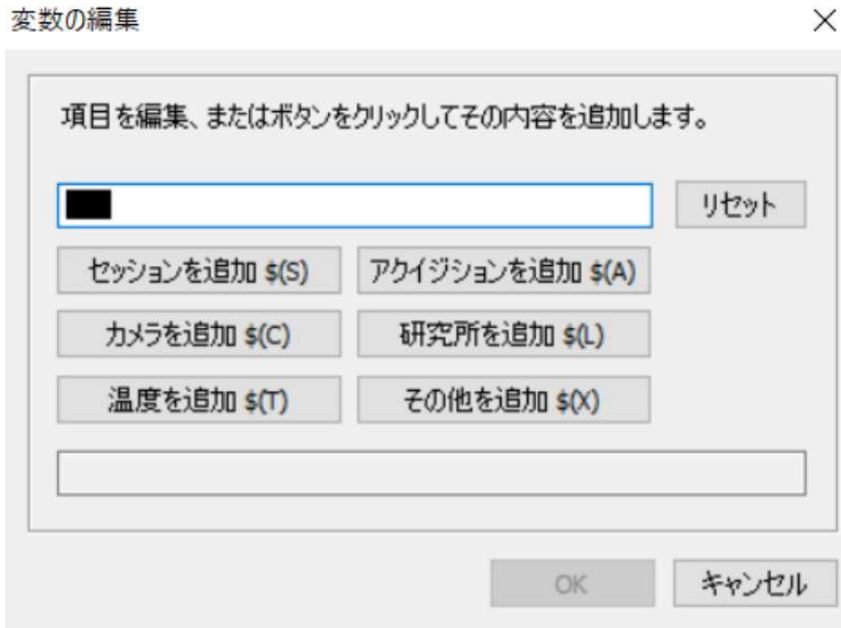 変数の編集
項目を編集、またはボタンをクリックしてその内容を追加します。
リセット
セッションを追加 $(S) アクイジションを追加 $(A)
カメラを追加 $(C) 研究所を追加 $(L)
温度を追加 $(T) その他を追加 $(X)
OK キャンセル